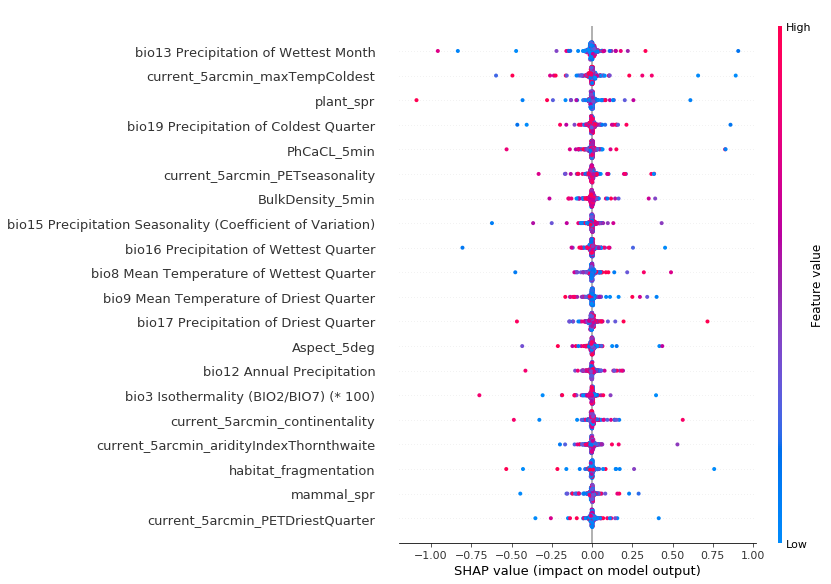 High
bio13 Precipitation of Wettest Month
current_5arcmin_maxTempColdest
plant_spr
bio19 Precipitation of Coldest Quarter
PhCaCL_5min
current_5arcmin_PETseasonality
BulkDensity_5min
bio15 Precipitation Seasonality (Coefficient of Variation)
bio16 Precipitation of Wettest Quarter
bio8 Mean Temperature of Wettest Quarter
bio9 Mean Temperature of Driest Quarter
bio17 Precipitation of Driest Quarter
Aspect_5deg
bio12 Annual Precipitation
bio3 Isothermality (BIO2/BIO7) (* 100)
current_5arcmin_continentality
current_5arcmin_aridityIndexThornthwaite
habitat_fragmentation
mammal_spr
current_5arcmin_PETDriestQuarter
Feature value
Low
−1.00 −0.75 −0.50 −0.25 0.00 0.25 0.50 0.75 1.00
SHAP value (impact on model output)